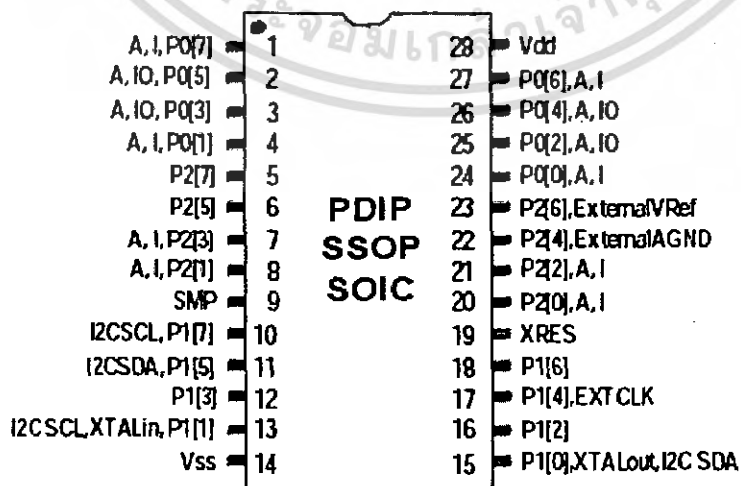 A, I, P0[7] 1 28 Vdd
A, IO, P0[5] 2 27 P0[6],A,I
A, IO, P0[3] 3 26 P0[4],A,IO
A, I, P0[1] 4 25 P0[2],A,IO
P2[7] 5 24 P0[0],A,I
P2[5] 6 PDIP 23 P2[6],ExternalVRef
A, I, P2[3] 7 SSOP 22 P2[4],ExternalAGND
A, I, P2[1] 8 SOIC 21 P2[2],A,I
SMP 9 20 P2[0],A,I
I2CSCL, P1[7] 10 19 XRES
I2CSDA, P1[5] 11 18 P1[6]
P1[3] 12 17 P1[4],EXTCLK
I2CSCL,XTALin, P1[1] 13 16 P1[2]
Vss 14 15 P1[0],XTALout,I2CSDA